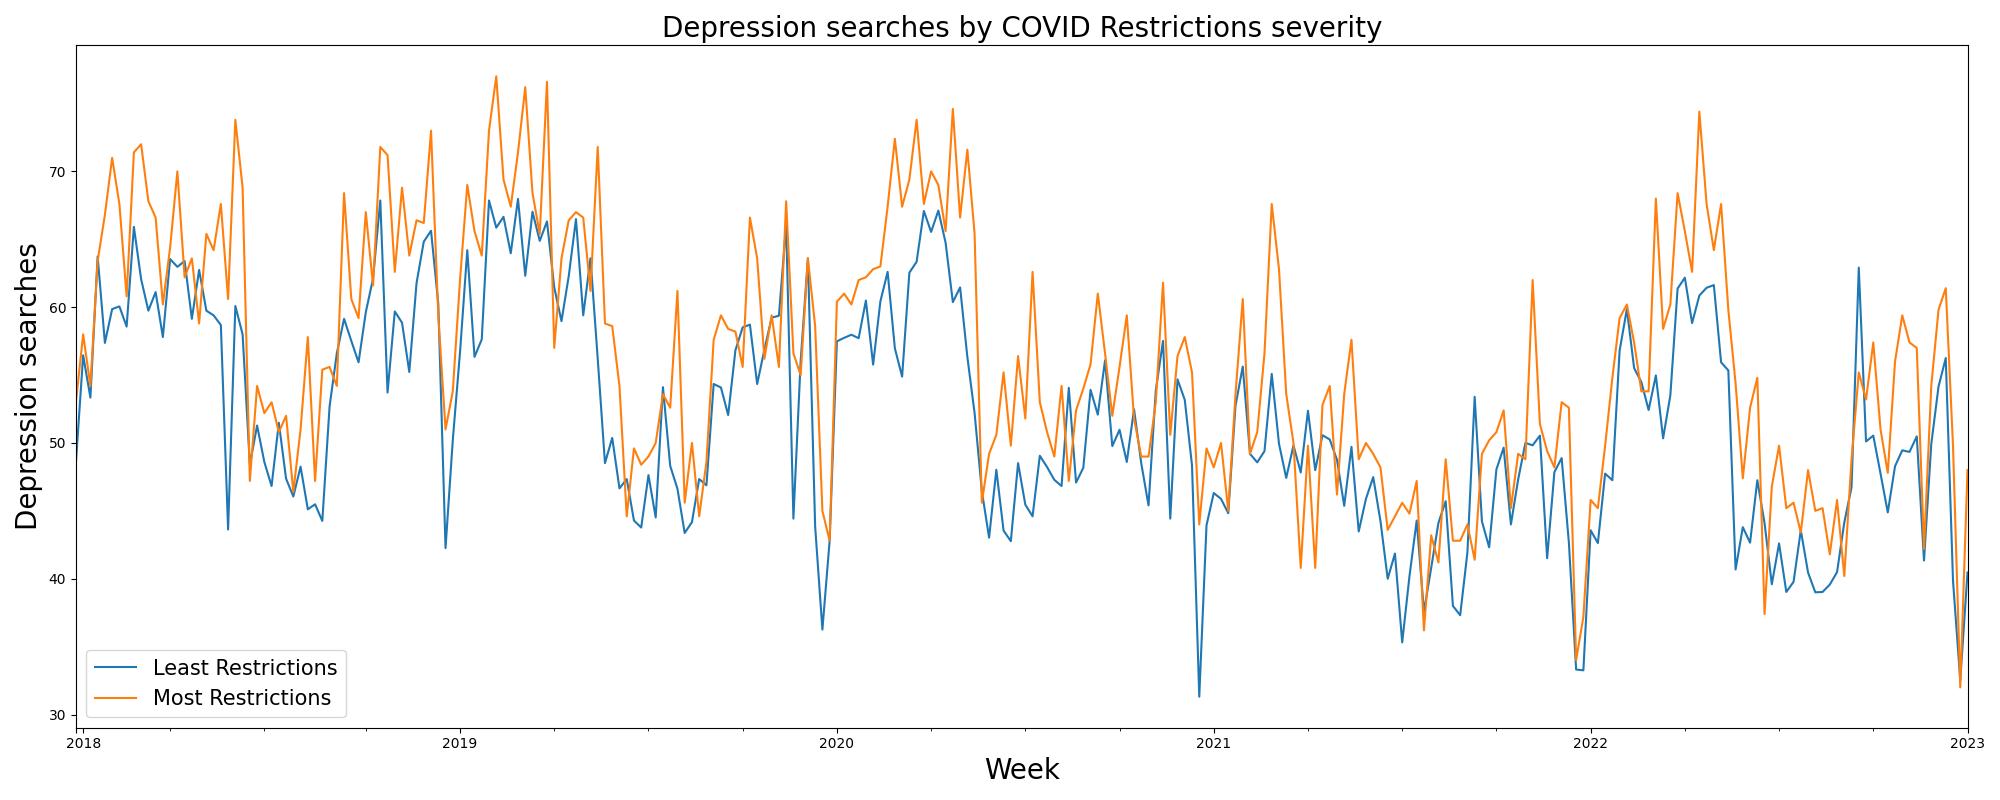 Depression searches by COVID Restrictions severity
Depression searches
70
60
50
40
30
Least Restrictions
Most Restrictions
2018
2019
2020
2021
2022
2023
Week